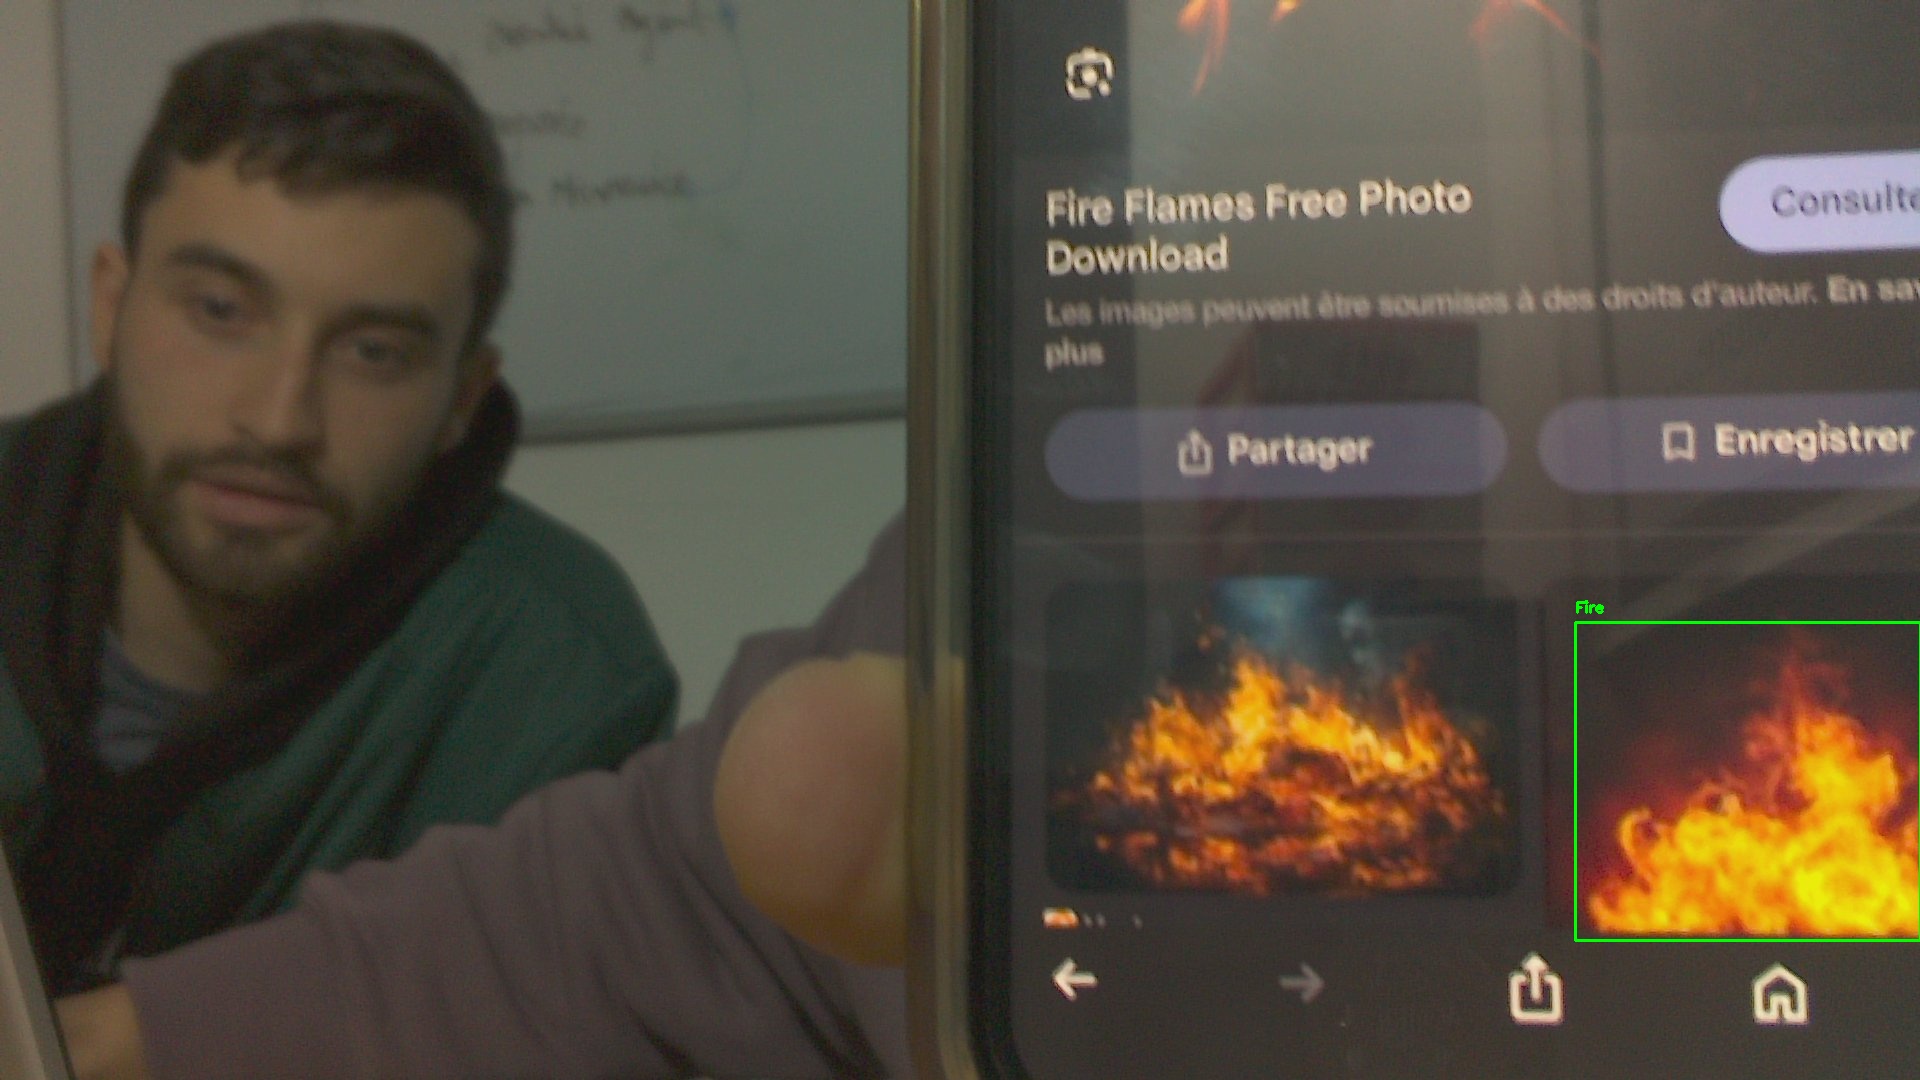 Fire Flames Free Photo
Download
Consulte
Les images peuvent être soumises à des droits d'auteur. En sav
plus
Partager
Enregistrer
Fire